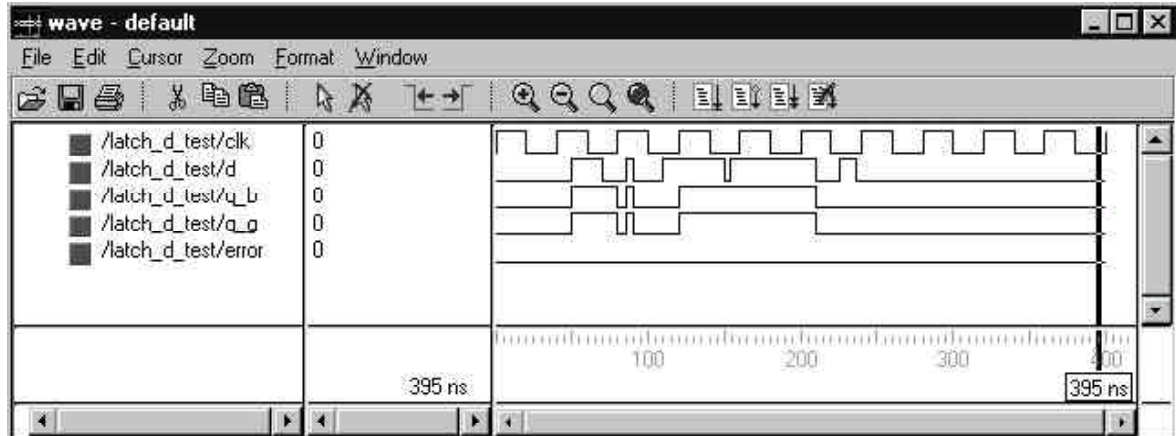 wave - default
File Edit Cursor Zoom Format Window
/latch_d_test/clk 0
/latch_d_test/d 0
/latch_d_test/q_b 0
/latch_d_test/q_g 0
/latch_d_test/error 0
100 200 300 400
395 ns 395 ns